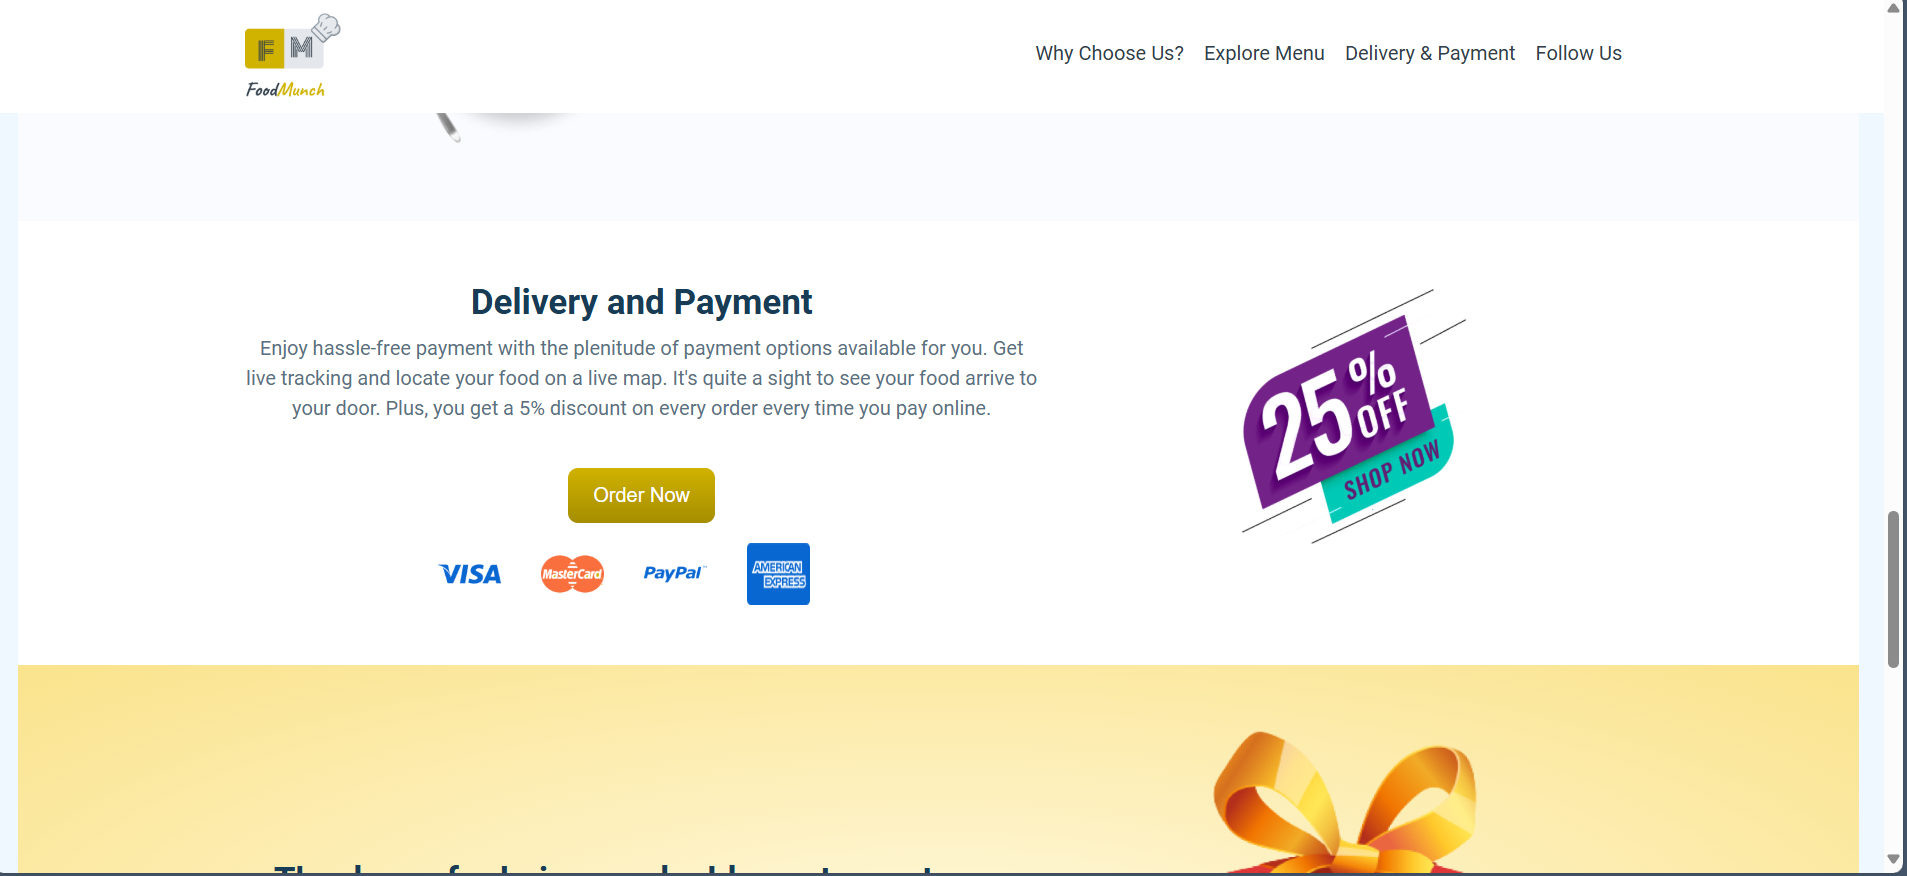 F M
FoodMunch
Why Choose Us? Explore Menu Delivery & Payment Follow Us
Delivery and Payment
Enjoy hassle-free payment with the plenitude of payment options available for you. Get
live tracking and locate your food on a live map. It's quite a sight to see your food arrive to
your door. Plus, you get a 5% discount on every order every time you pay online.
Order Now
VISA MasterCard PayPal AMERICAN
EXPRESS
25% OFF
SHOP NOW